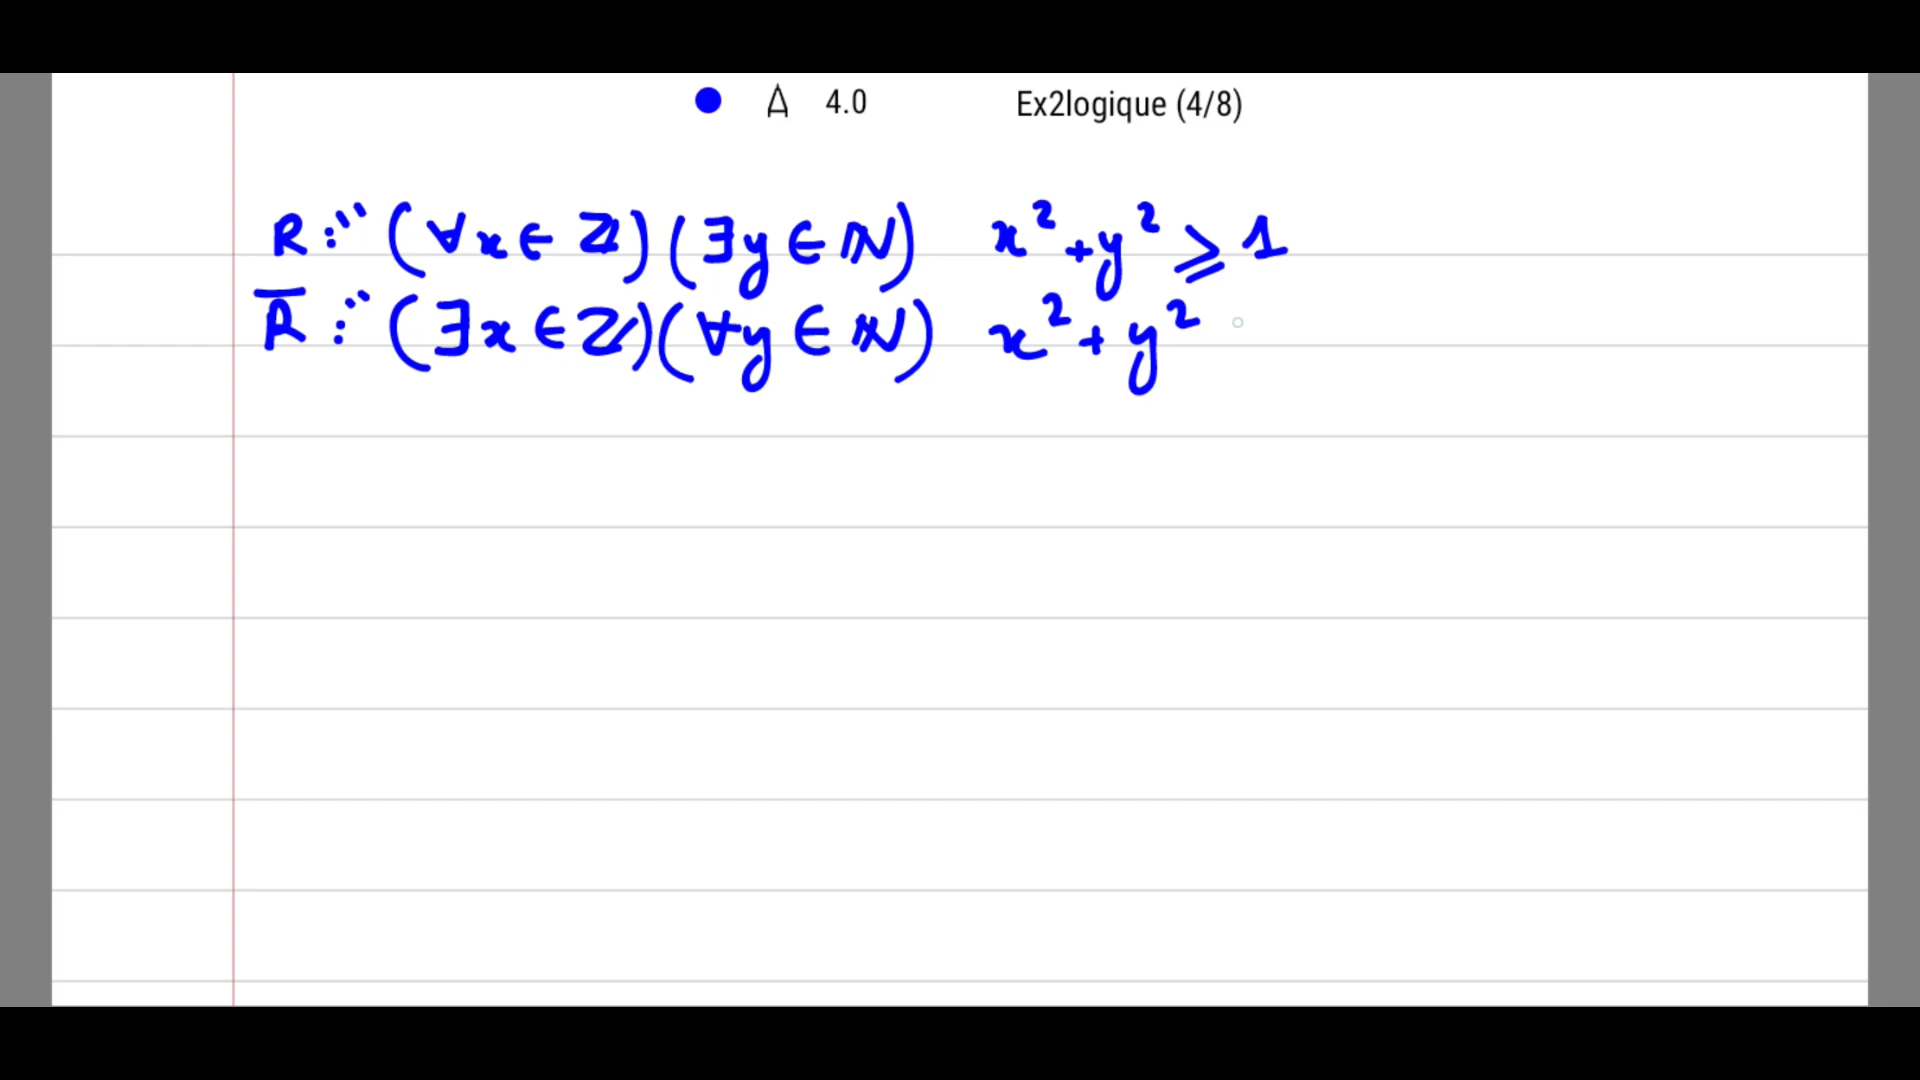 ● △ 4.0 Ex2logique (4/8)
R : " (∀x ∈ ℤ) (∃y ∈ ℕ) x² + y² ⩾ 1
R̅ : " (∃x ∈ ℤ) (∀y ∈ ℕ) x² + y²